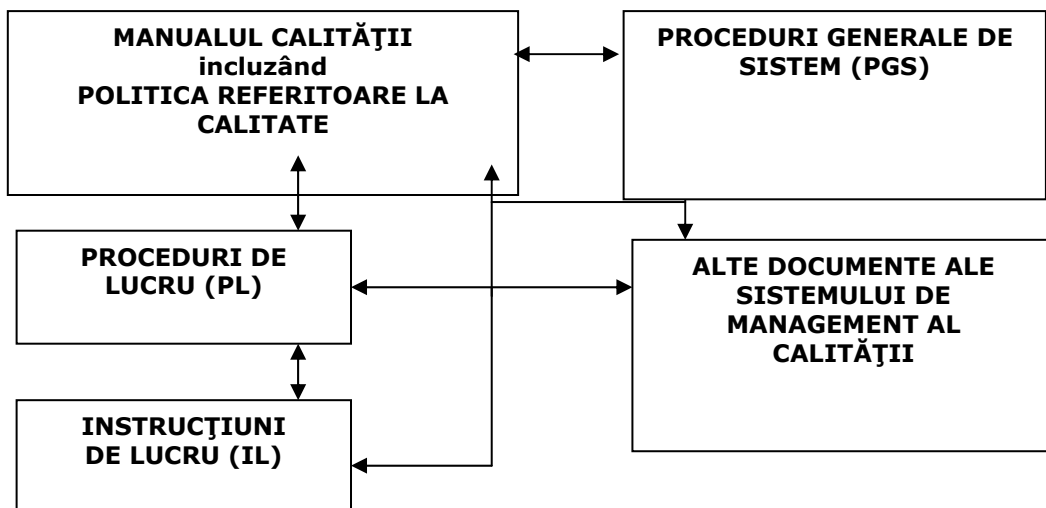 MANUALUL CALITĂŢII
incluzând
POLITICA REFERITOARE LA
CALITATE
PROCEDURI GENERALE DE
SISTEM (PGS)
PROCEDURI DE
LUCRU (PL)
ALTE DOCUMENTE ALE
SISTEMULUI DE
MANAGEMENT AL
CALITĂŢII
INSTRUCŢIUNI
DE LUCRU (IL)